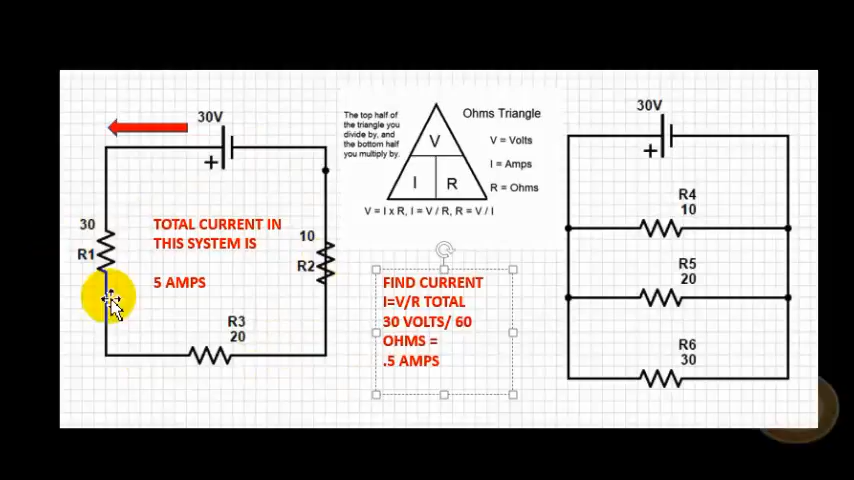 30V
+
30
R1
TOTAL CURRENT IN
THIS SYSTEM IS
5 AMPS
10
R2
R3
20
The top half of
the triangle you
divide by, and
the bottom half
you multiply by.
V
I R
Ohms Triangle
V = Volts
I = Amps
R = Ohms
V = I x R, I = V / R, R = V / I
FIND CURRENT
I=V/R TOTAL
30 VOLTS/ 60
OHMS =
.5 AMPS
30V
+
R4
10
R5
20
R6
30